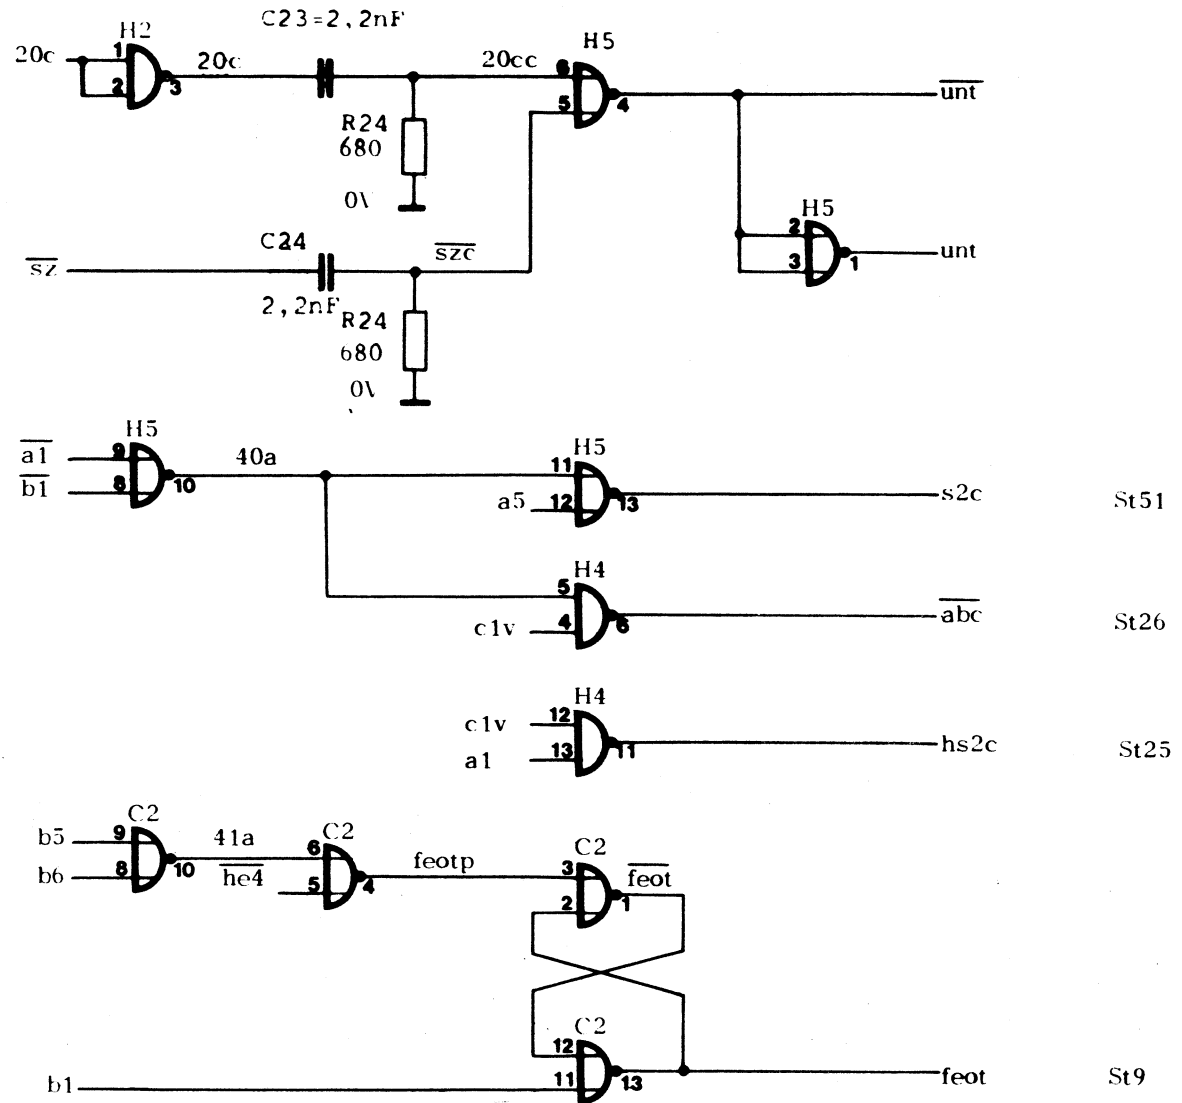 C23=2,2nF
H2
H5
20c
1
2
3
20c
20cc
6
5
4
unt
R24
680
0V
H5
2
3
1
unt
C24
sz
szc
2,2nF
R24
680
0V
H5
a1
9
b1
8
10
40a
H5
11
a5
12
13
s2c
St51
H4
5
c1v
4
6
abc
St26
H4
c1v
12
a1
13
11
hs2c
St25
C2
b5
9
b6
8
10
41a
he4
C2
6
5
4
feotp
C2
3
2
1
feot
C2
12
11
13
b1
feot
St9